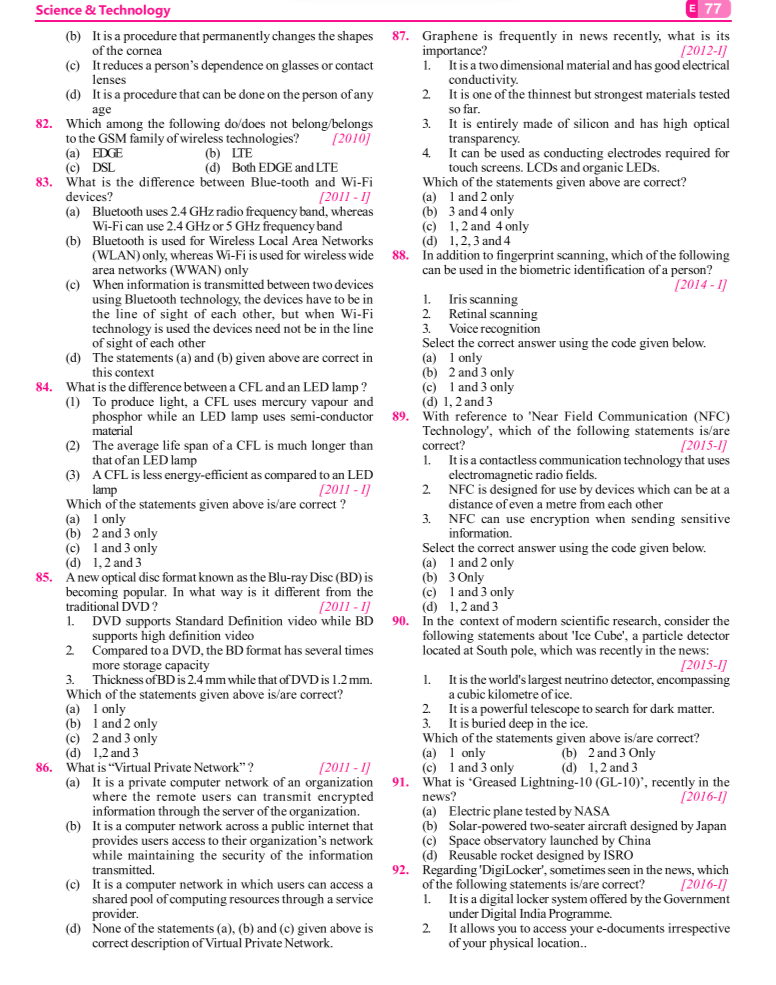 Science & Technology
E 77
(b) It is a procedure that permanently changes the shapes
of the cornea
(c) It reduces a person's dependence on glasses or contact
lenses
(d) It is a procedure that can be done on the person of any
age
82. Which among the following do/does not belong/belongs
to the GSM family of wireless technologies? [2010]
(a) EDGE (b) LTE
(c) DSL (d) Both EDGE and LTE
83. What is the difference between Blue-tooth and Wi-Fi
devices? [2011 - I]
(a) Bluetooth uses 2.4 GHz radio frequency band, whereas
Wi-Fi can use 2.4 GHz or 5 GHz frequency band
(b) Bluetooth is used for Wireless Local Area Networks
(WLAN) only, whereas Wi-Fi is used for wireless wide
area networks (WWAN) only
(c) When information is transmitted between two devices
using Bluetooth technology, the devices have to be in
the line of sight of each other, but when Wi-Fi
technology is used the devices need not be in the line
of sight of each other
(d) The statements (a) and (b) given above are correct in
this context
84. What is the difference between a CFL and an LED lamp ?
(1) To produce light, a CFL uses mercury vapour and
phosphor while an LED lamp uses semi-conductor
material
(2) The average life span of a CFL is much longer than
that of an LED lamp
(3) A CFL is less energy-efficient as compared to an LED
lamp [2011 - I]
Which of the statements given above is/are correct ?
(a) 1 only
(b) 2 and 3 only
(c) 1 and 3 only
(d) 1, 2 and 3
85. A new optical disc format known as the Blu-ray Disc (BD) is
becoming popular. In what way is it different from the
traditional DVD ? [2011 - I]
1. DVD supports Standard Definition video while BD
supports high definition video
2. Compared to a DVD, the BD format has several times
more storage capacity
3. Thickness of BD is 2.4 mm while that of DVD is 1.2 mm.
Which of the statements given above is/are correct?
(a) 1 only
(b) 1 and 2 only
(c) 2 and 3 only
(d) 1,2 and 3
86. What is "Virtual Private Network" ? [2011 - I]
(a) It is a private computer network of an organization
where the remote users can transmit encrypted
information through the server of the organization.
(b) It is a computer network across a public internet that
provides users access to their organization's network
while maintaining the security of the information
transmitted.
(c) It is a computer network in which users can access a
shared pool of computing resources through a service
provider.
(d) None of the statements (a), (b) and (c) given above is
correct description of Virtual Private Network.
87. Graphene is frequently in news recently, what is its
importance? [2012-I]
1. It is a two dimensional material and has good electrical
conductivity.
2. It is one of the thinnest but strongest materials tested
so far.
3. It is entirely made of silicon and has high optical
transparency.
4. It can be used as conducting electrodes required for
touch screens. LCDs and organic LEDs.
Which of the statements given above are correct?
(a) 1 and 2 only
(b) 3 and 4 only
(c) 1, 2 and 4 only
(d) 1, 2, 3 and 4
88. In addition to fingerprint scanning, which of the following
can be used in the biometric identification of a person?
[2014 - I]
1. Iris scanning
2. Retinal scanning
3. Voice recognition
Select the correct answer using the code given below.
(a) 1 only
(b) 2 and 3 only
(c) 1 and 3 only
(d) 1, 2 and 3
89. With reference to 'Near Field Communication (NFC)
Technology', which of the following statements is/are
correct? [2015-I]
1. It is a contactless communication technology that uses
electromagnetic radio fields.
2. NFC is designed for use by devices which can be at a
distance of even a metre from each other
3. NFC can use encryption when sending sensitive
information.
Select the correct answer using the code given below.
(a) 1 and 2 only
(b) 3 Only
(c) 1 and 3 only
(d) 1, 2 and 3
90. In the context of modern scientific research, consider the
following statements about 'Ice Cube', a particle detector
located at South pole, which was recently in the news:
[2015-I]
1. It is the world's largest neutrino detector, encompassing
a cubic kilometre of ice.
2. It is a powerful telescope to search for dark matter.
3. It is buried deep in the ice.
Which of the statements given above is/are correct?
(a) 1 only (b) 2 and 3 Only
(c) 1 and 3 only (d) 1, 2 and 3
91. What is 'Greased Lightning-10 (GL-10)', recently in the
news? [2016-I]
(a) Electric plane tested by NASA
(b) Solar-powered two-seater aircraft designed by Japan
(c) Space observatory launched by China
(d) Reusable rocket designed by ISRO
92. Regarding 'DigiLocker', sometimes seen in the news, which
of the following statements is/are correct? [2016-I]
1. It is a digital locker system offered by the Government
under Digital India Programme.
2. It allows you to access your e-documents irrespective
of your physical location..